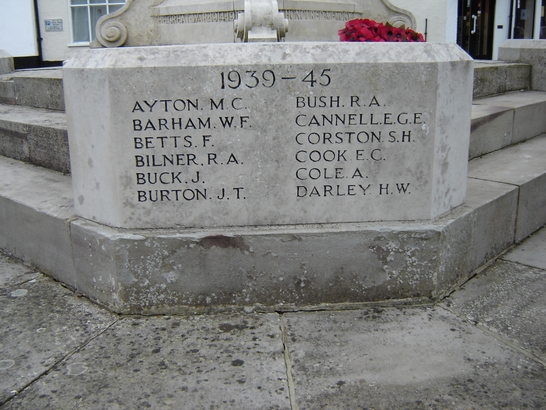 1939-45
AYTON. M.C.
BARHAM. W.F.
BETTS. F.
BILNER. R.A.
BUCK. J.
BURTON. J.T.
BUSH. R.A.
CANNELL. E.G.E.
CORSTON. S.H.
COOK E.C.
COLE. A.
DARLEY H.W.